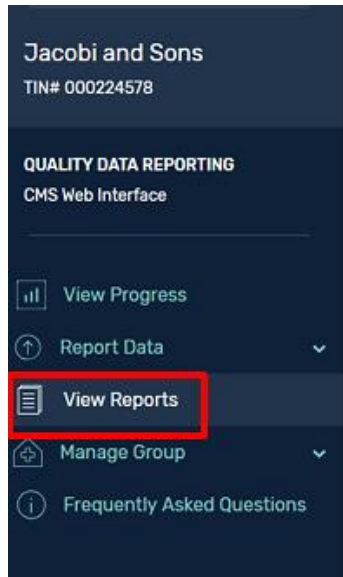 Jacobi and Sons
TIN# 000224578
QUALITY DATA REPORTING
CMS Web Interface
View Progress
Report Data
View Reports
Manage Group
Frequently Asked Questions